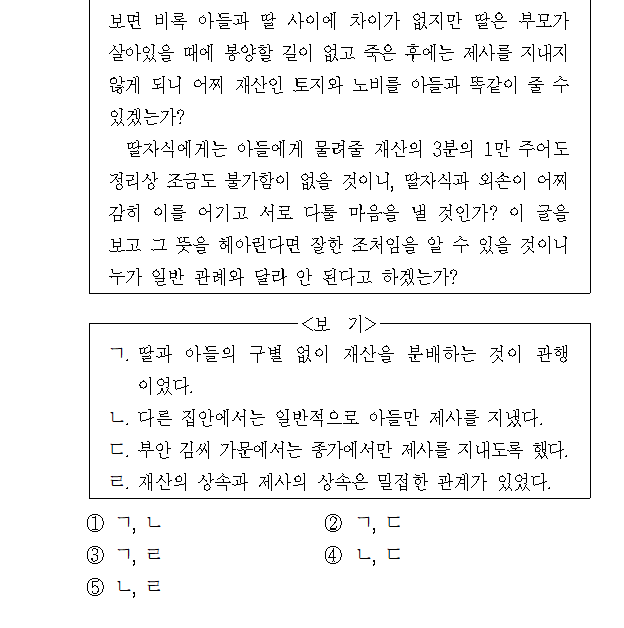 보면 비록 아들과 딸 사이에 차이가 없지만 딸은 부모가
살아있을 때에 봉양할 길이 없고 죽은 후에는 제사를 지내지
않게 되니 어찌 재산인 토지와 노비를 아들과 똑같이 줄 수
있겠는가?
딸자식에게는 아들에게 물려줄 재산의 3분의 1만 주어도
정리상 조금도 불가함이 없을 것이니, 딸자식과 외손이 어찌
감히 이를 어기고 서로 다툴 마음을 낼 것인가? 이 글을
보고 그 뜻을 헤아린다면 잘한 조처임을 알 수 있을 것이니
누가 일반 관례와 달라 안 된다고 하겠는가?
<보 기>
ㄱ. 딸과 아들의 구별 없이 재산을 분배하는 것이 관행
이었다.
ㄴ. 다른 집안에서는 일반적으로 아들만 제사를 지냈다.
ㄷ. 부안 김씨 가문에서는 종가에서만 제사를 지내도록 했다.
ㄹ. 재산의 상속과 제사의 상속은 밀접한 관계가 있었다.
① ㄱ, ㄴ ② ㄱ, ㄷ
③ ㄱ, ㄹ ④ ㄴ, ㄷ
⑤ ㄴ, ㄹ